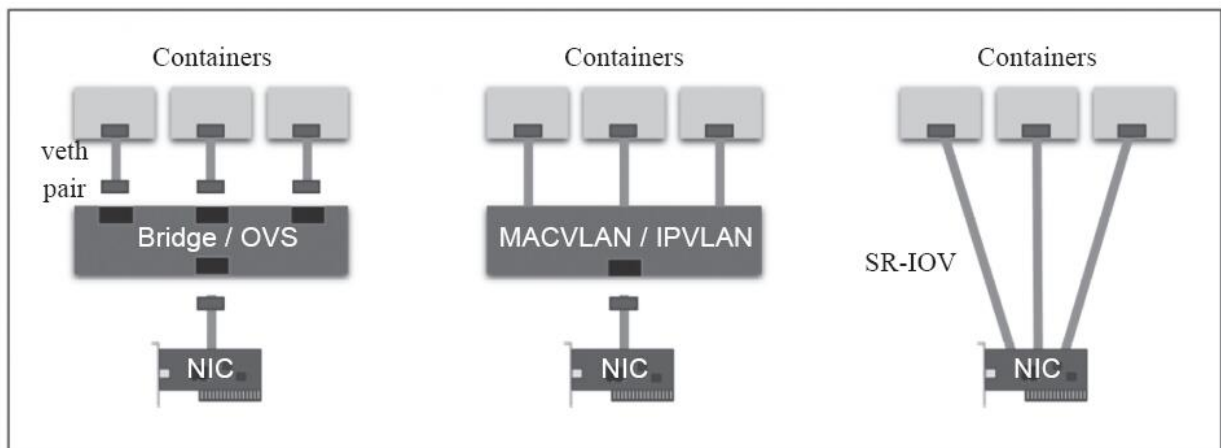 Containers
veth
pair
Bridge / OVS
NIC
Containers
MACVLAN / IPVLAN
NIC
Containers
SR-IOV
NIC